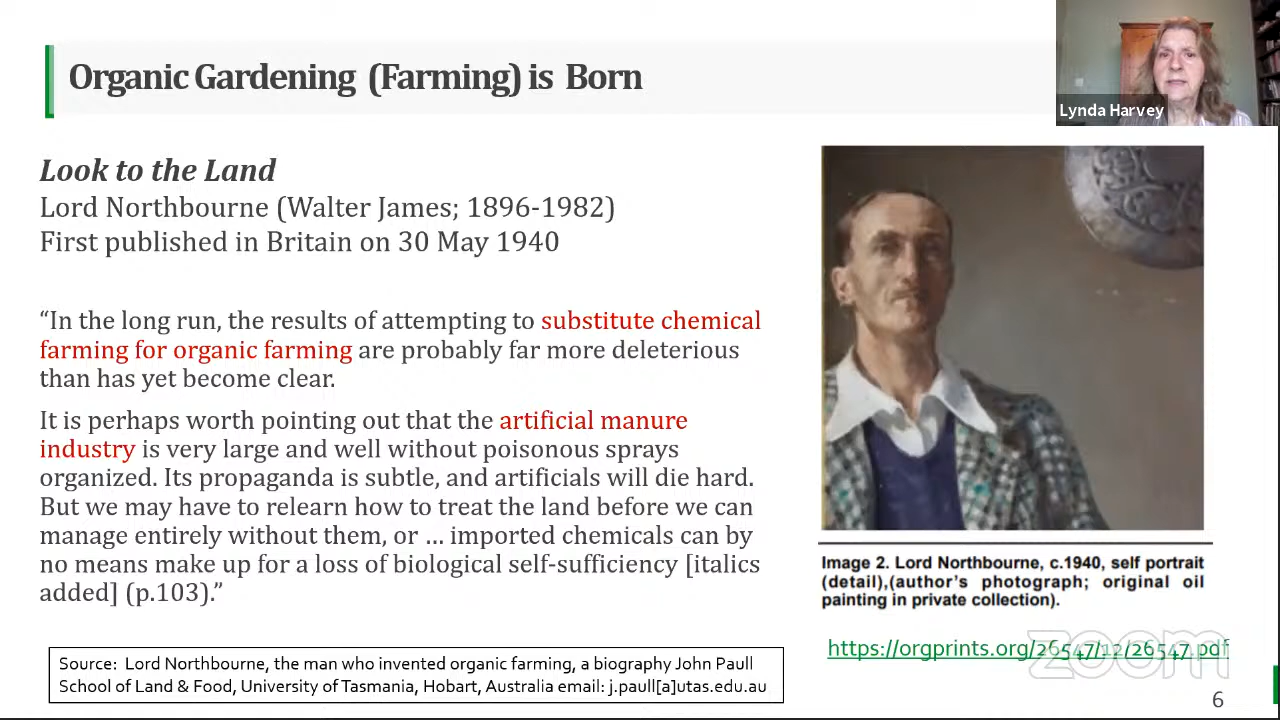 Organic Gardening (Farming) is Born
Lynda Harvey
Look to the Land
Lord Northbourne (Walter James; 1896-1982)
First published in Britain on 30 May 1940
“In the long run, the results of attempting to substitute chemical
farming for organic farming are probably far more deleterious
than has yet become clear.
It is perhaps worth pointing out that the artificial manure
industry is very large and well without poisonous sprays
organized. Its propaganda is subtle, and artificials will die hard.
But we may have to relearn how to treat the land before we can
manage entirely without them, or … imported chemicals can by
no means make up for a loss of biological self-sufficiency [italics
added] (p.103).”
Image 2. Lord Northbourne, c.1940, self portrait
(detail),(author's photograph; original oil
painting in private collection).
https://orgprints.org/26547/12/26547.pdf
zoom
Source: Lord Northbourne, the man who invented organic farming, a biography John Paull
School of Land & Food, University of Tasmania, Hobart, Australia email: j.paull[a]utas.edu.au
6